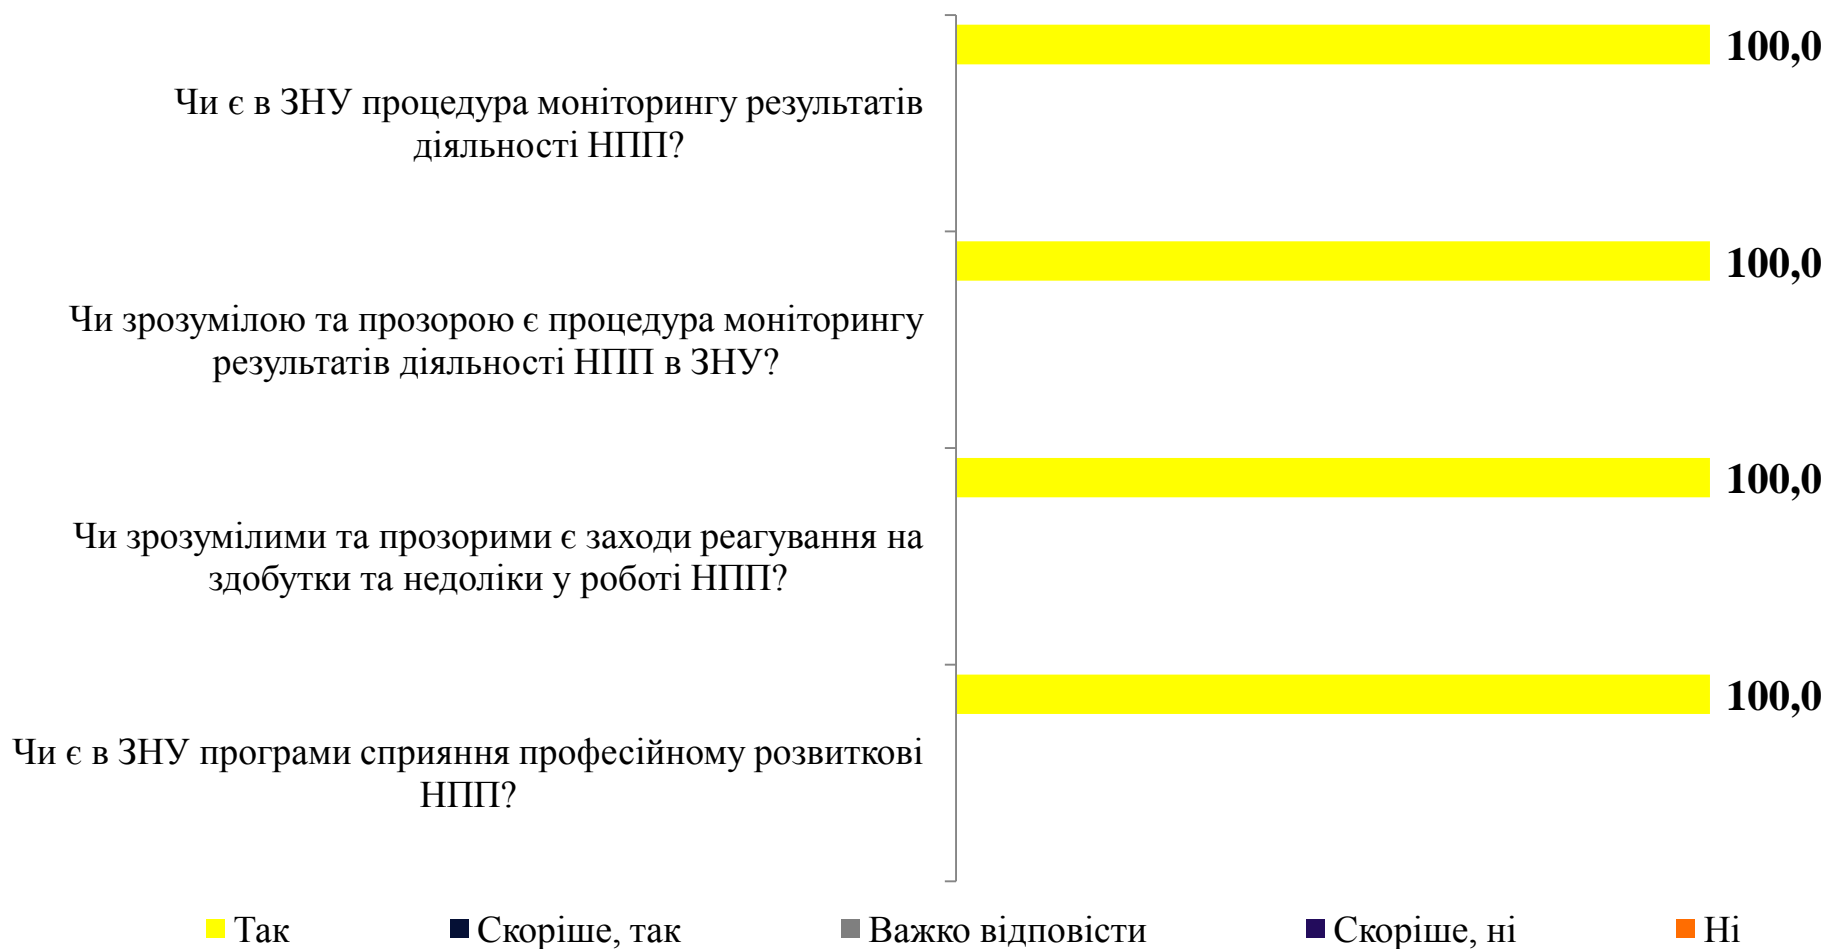 100,0
Чи є в ЗНУ процедура моніторингу результатів
діяльності НПП?
100,0
Чи зрозумілою та прозорою є процедура моніторингу
результатів діяльності НПП в ЗНУ?
100,0
Чи зрозумілими та прозорими є заходи реагування на
здобутки та недоліки у роботі НПП?
100,0
Чи є в ЗНУ програми сприяння професійному розвиткові
НПП?
Так Скоріше, так Важко відповісти Скоріше, ні Ні